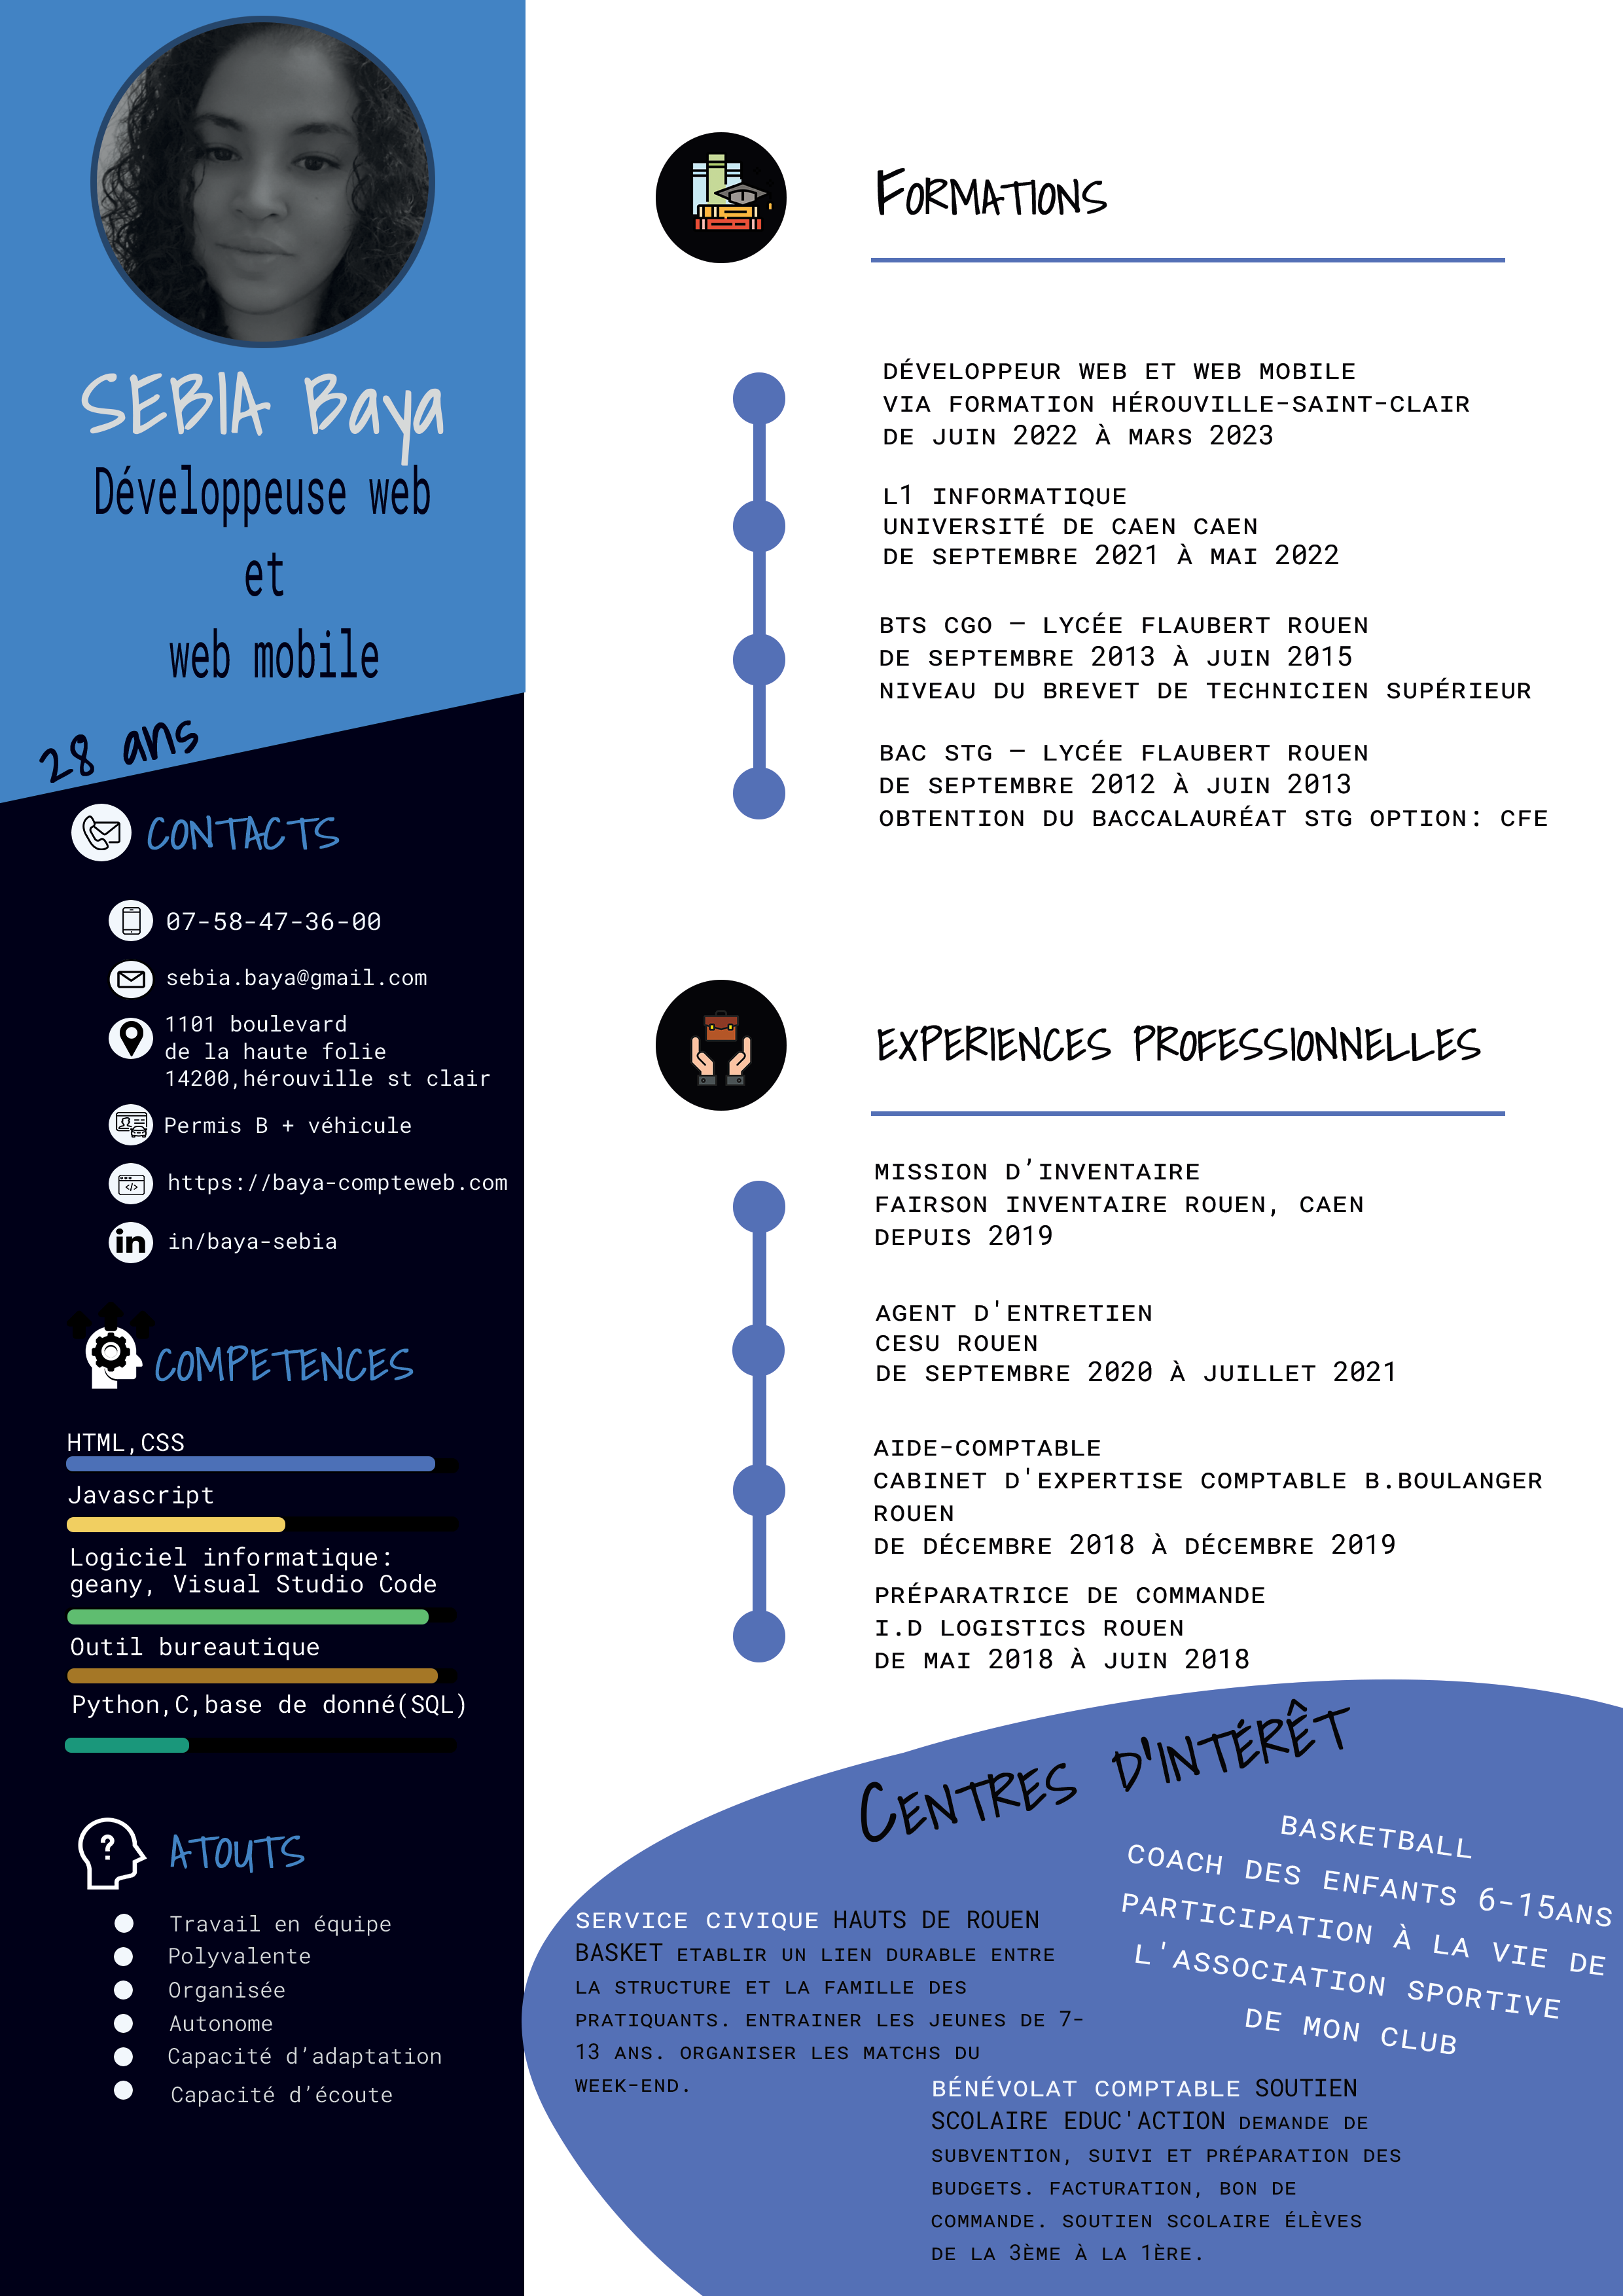 SEBIA Baya
Développeuse web
et
web mobile
28 ans
CONTACTS
07-58-47-36-00
sebia.baya@gmail.com
1101 boulevard
de la haute folie
14200,hérouville st clair
Permis B + véhicule
https://baya-compteweb.com
in/baya-sebia
COMPETENCES
HTML,CSS
Javascript
Logiciel informatique:
geany, Visual Studio Code
Outil bureautique
Python,C,base de donné(SQL)
ATOUTS
Travail en équipe
Polyvalente
Organisée
Autonome
Capacité d’adaptation
Capacité d’écoute
FORMATIONS
DÉVELOPPEUR WEB ET WEB MOBILE
VIA FORMATION HÉROUVILLE-SAINT-CLAIR
DE JUIN 2022 À MARS 2023
L1 INFORMATIQUE
UNIVERSITÉ DE CAEN CAEN
DE SEPTEMBRE 2021 À MAI 2022
BTS CGO – LYCÉE FLAUBERT ROUEN
DE SEPTEMBRE 2013 À JUIN 2015
NIVEAU DU BREVET DE TECHNICIEN SUPÉRIEUR
BAC STG – LYCÉE FLAUBERT ROUEN
DE SEPTEMBRE 2012 À JUIN 2013
OBTENTION DU BACCALAURÉAT STG OPTION: CFE
EXPERIENCES PROFESSIONNELLES
MISSION D’INVENTAIRE
FAIRSON INVENTAIRE ROUEN, CAEN
DEPUIS 2019
AGENT D'ENTRETIEN
CESU ROUEN
DE SEPTEMBRE 2020 À JUILLET 2021
AIDE-COMPTABLE
CABINET D'EXPERTISE COMPTABLE B.BOULANGER
ROUEN
DE DÉCEMBRE 2018 À DÉCEMBRE 2019
PRÉPARATRICE DE COMMANDE
I.D LOGISTICS ROUEN
DE MAI 2018 À JUIN 2018
CENTRES D'INTÉRÊT
BASKETBALL
COACH DES ENFANTS 6-15ANS
PARTICIPATION À LA VIE DE
L'ASSOCIATION SPORTIVE
DE MON CLUB
SERVICE CIVIQUE HAUTS DE ROUEN
BASKET ETABLIR UN LIEN DURABLE ENTRE
LA STRUCTURE ET LA FAMILLE DES
PRATIQUANTS. ENTRAINER LES JEUNES DE 7-
13 ANS. ORGANISER LES MATCHS DU
WEEK-END.
BÉNÉVOLAT COMPTABLE SOUTIEN
SCOLAIRE EDUC'ACTION DEMANDE DE
SUBVENTION, SUIVI ET PRÉPARATION DES
BUDGETS. FACTURATION, BON DE
COMMANDE. SOUTIEN SCOLAIRE ÉLÈVES
DE LA 3ÈME À LA 1ÈRE.